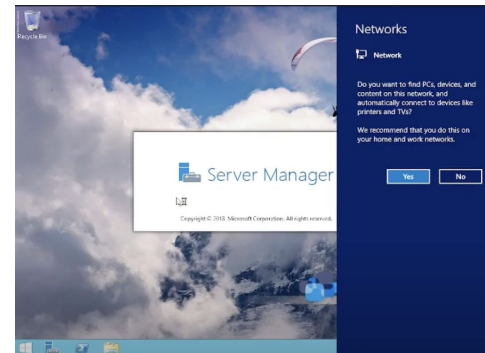 Recycle Bin
Server Manager
Copyright © 2013 Microsoft Corporation. All rights reserved.
Networks
Network
Do you want to find PCs, devices, and
content on this network, and
automatically connect to devices like
printers and TVs?
We recommend that you do this on
your home and work networks.
Yes
No